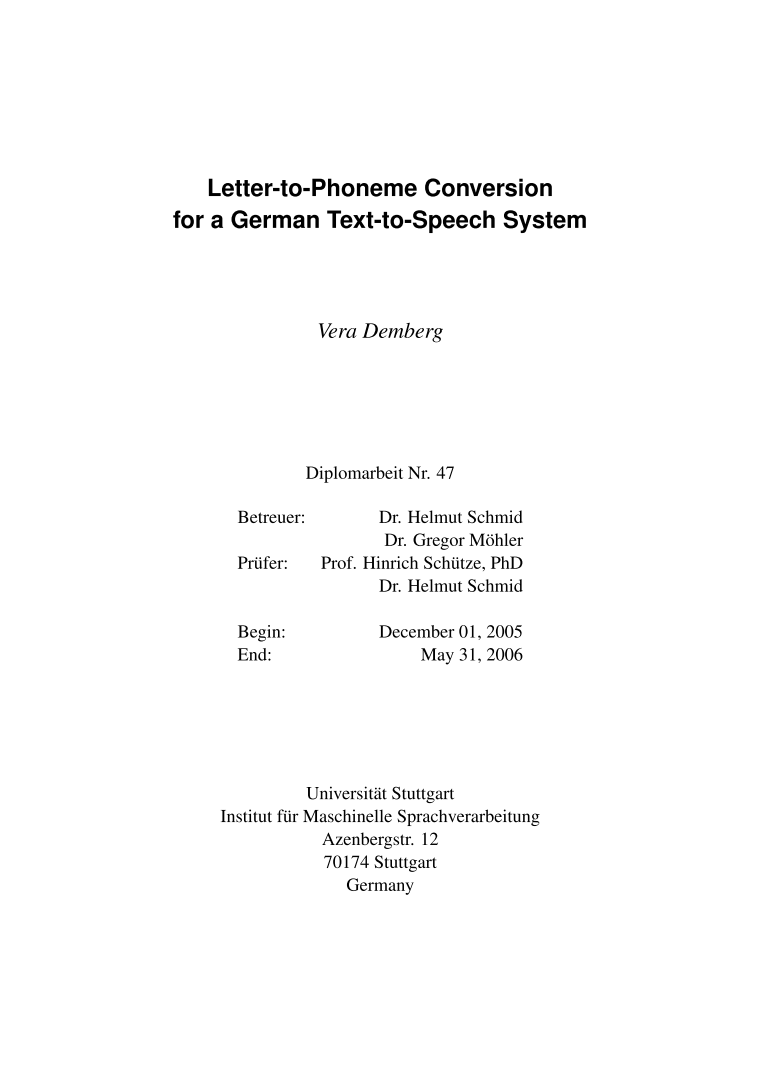 Letter-to-Phoneme Conversion
for a German Text-to-Speech System
Vera Demberg
Diplomarbeit Nr. 47
Betreuer: Dr. Helmut Schmid
Dr. Gregor Möhler
Prüfer: Prof. Hinrich Schütze, PhD
Dr. Helmut Schmid
Begin: December 01, 2005
End: May 31, 2006
Universität Stuttgart
Institut für Maschinelle Sprachverarbeitung
Azenbergstr. 12
70174 Stuttgart
Germany